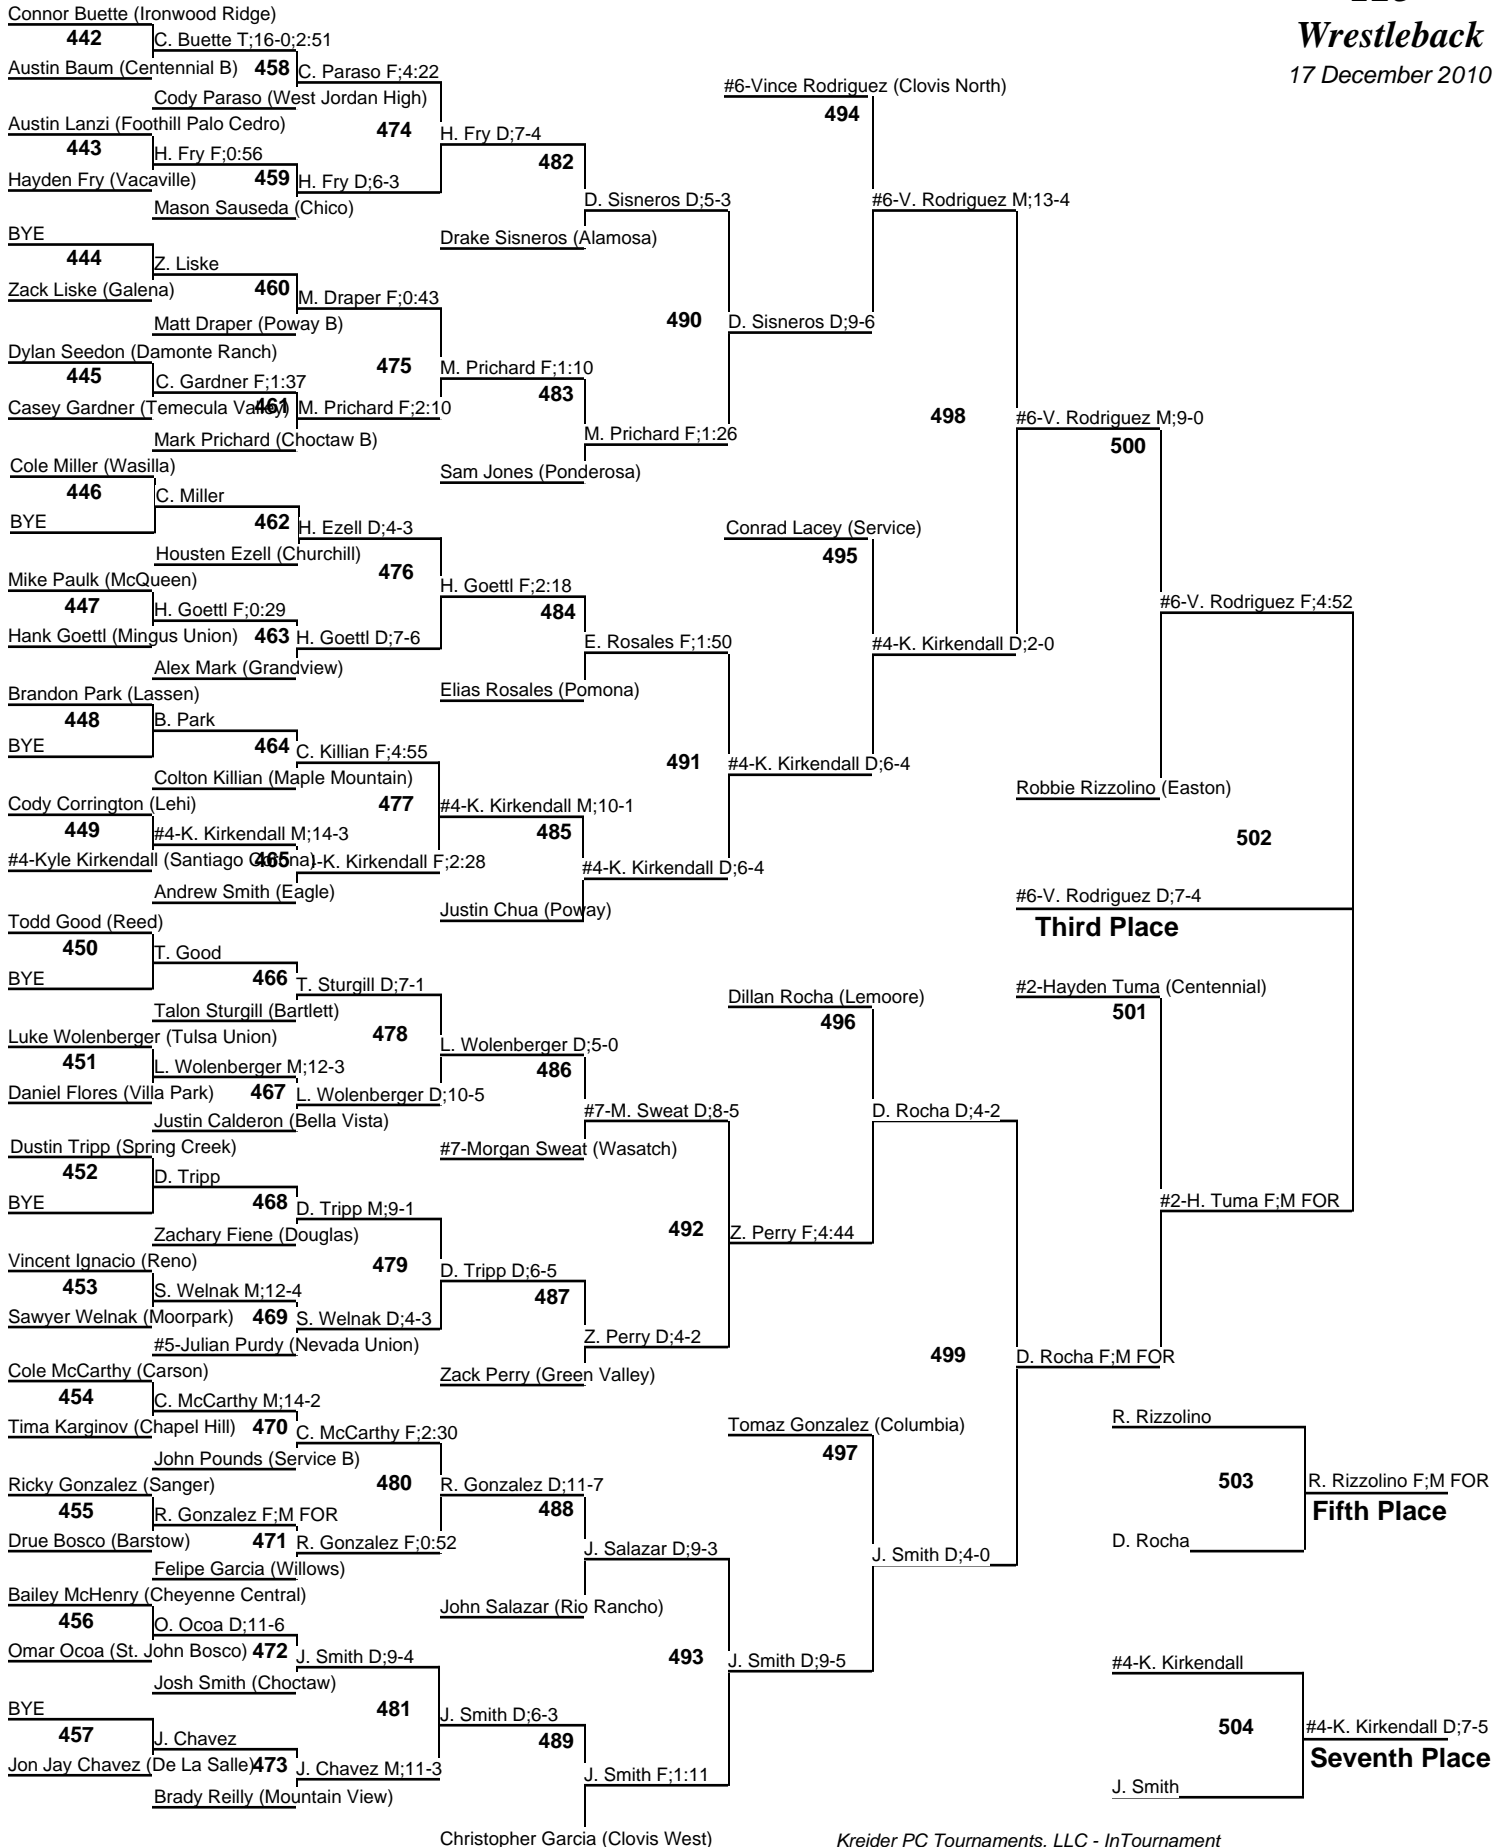 Wrestleback
17 December 2010
Connor Buette (Ironwood Ridge)
442
C. Buette T;16-0;2:51
Austin Baum (Centennial B)
458
C. Paraso F;4:22
Cody Paraso (West Jordan High)
Austin Lanzi (Foothill Palo Cedro)
474
H. Fry D;7-4
443
H. Fry F;0:56
Hayden Fry (Vacaville)
459
H. Fry D;6-3
Mason Sauseda (Chico)
482
D. Sisneros D;5-3
Drake Sisneros (Alamosa)
BYE
444
Z. Liske
Zack Liske (Galena)
460
M. Draper F;0:43
Matt Draper (Poway B)
Dylan Seedon (Damonte Ranch)
475
M. Prichard F;1:10
445
C. Gardner F;1:37
Casey Gardner (Temecula Valley)
461
M. Prichard F;2:10
Mark Prichard (Choctaw B)
483
M. Prichard F;1:26
Sam Jones (Ponderosa)
490
D. Sisneros D;9-6
#6-Vince Rodriguez (Clovis North)
494
#6-V. Rodriguez M;13-4
Cole Miller (Wasilla)
446
C. Miller
BYE
462
H. Ezell D;4-3
Housten Ezell (Churchill)
Mike Paulk (McQueen)
476
H. Goettl F;2:18
447
H. Goettl F;0:29
Hank Goettl (Mingus Union)
463
H. Goettl D;7-6
Alex Mark (Grandview)
484
E. Rosales F;1:50
Elias Rosales (Pomona)
Brandon Park (Lassen)
448
B. Park
BYE
464
C. Killian F;4:55
Colton Killian (Maple Mountain)
Cody Corrington (Lehi)
477
#4-K. Kirkendall M;10-1
449
#4-K. Kirkendall M;14-3
#4-Kyle Kirkendall (Santiago Corona)
465
-K. Kirkendall F;2:28
Andrew Smith (Eagle)
485
#4-K. Kirkendall D;6-4
Justin Chua (Poway)
491
#4-K. Kirkendall D;6-4
Conrad Lacey (Service)
495
#4-K. Kirkendall D;2-0
498
#6-V. Rodriguez M;9-0
500
#6-V. Rodriguez F;4:52
Robbie Rizzolino (Easton)
502
#6-V. Rodriguez D;7-4
Third Place
Todd Good (Reed)
450
T. Good
BYE
466
T. Sturgill D;7-1
Talon Sturgill (Bartlett)
Luke Wolenberger (Tulsa Union)
478
L. Wolenberger D;5-0
451
L. Wolenberger M;12-3
Daniel Flores (Villa Park)
467
L. Wolenberger D;10-5
Justin Calderon (Bella Vista)
486
#7-M. Sweat D;8-5
#7-Morgan Sweat (Wasatch)
Dustin Tripp (Spring Creek)
452
D. Tripp
BYE
468
D. Tripp M;9-1
Zachary Fiene (Douglas)
Vincent Ignacio (Reno)
479
D. Tripp D;6-5
453
S. Welnak M;12-4
Sawyer Welnak (Moorpark)
469
S. Welnak D;4-3
#5-Julian Purdy (Nevada Union)
487
Z. Perry D;4-2
Zack Perry (Green Valley)
492
Z. Perry F;4:44
Dillan Rocha (Lemoore)
496
D. Rocha D;4-2
#2-Hayden Tuma (Centennial)
501
#2-H. Tuma F;M FOR
Cole McCarthy (Carson)
454
C. McCarthy M;14-2
Tima Karginov (Chapel Hill)
470
C. McCarthy F;2:30
John Pounds (Service B)
Ricky Gonzalez (Sanger)
480
R. Gonzalez D;11-7
455
R. Gonzalez F;M FOR
Drue Bosco (Barstow)
471
R. Gonzalez F;0:52
Felipe Garcia (Willows)
488
J. Salazar D;9-3
John Salazar (Rio Rancho)
Bailey McHenry (Cheyenne Central)
456
O. Ocoa D;11-6
Omar Ocoa (St. John Bosco)
472
J. Smith D;9-4
Josh Smith (Choctaw)
BYE
481
J. Smith D;6-3
457
J. Chavez
Jon Jay Chavez (De La Salle)
473
J. Chavez M;11-3
Brady Reilly (Mountain View)
489
J. Smith F;1:11
Christopher Garcia (Clovis West)
493
J. Smith D;9-5
Tomaz Gonzalez (Columbia)
497
J. Smith D;4-0
499
D. Rocha F;M FOR
R. Rizzolino
503
R. Rizzolino F;M FOR
Fifth Place
D. Rocha
#4-K. Kirkendall
504
#4-K. Kirkendall D;7-5
Seventh Place
J. Smith
Kreider PC Tournaments, LLC - InTournament